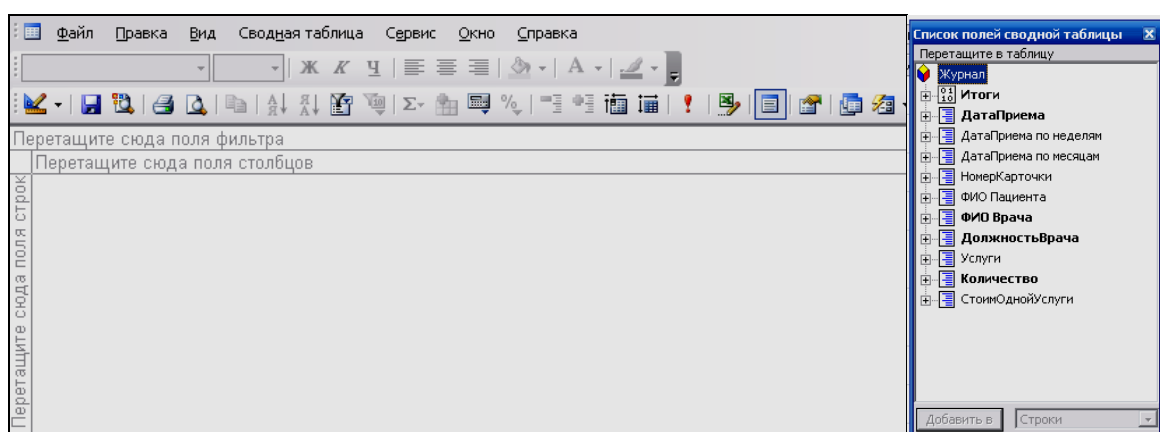 Файл Правка Вид Сводная таблица Сервис Окно Справка
Ж К Ч A
Σ %
Перетащите сюда поля фильтра
Перетащите сюда поля столбцов
Перетащите сюда поля строк
Список полей сводной таблицы
Перетащите в таблицу
Журнал
Итоги
ДатаПриема
ДатаПриема по неделям
ДатаПриема по месяцам
НомерКарточки
ФИО Пациента
ФИО Врача
ДолжностьВрача
Услуги
Количество
СтоимОднойУслуги
Добавить в Строки